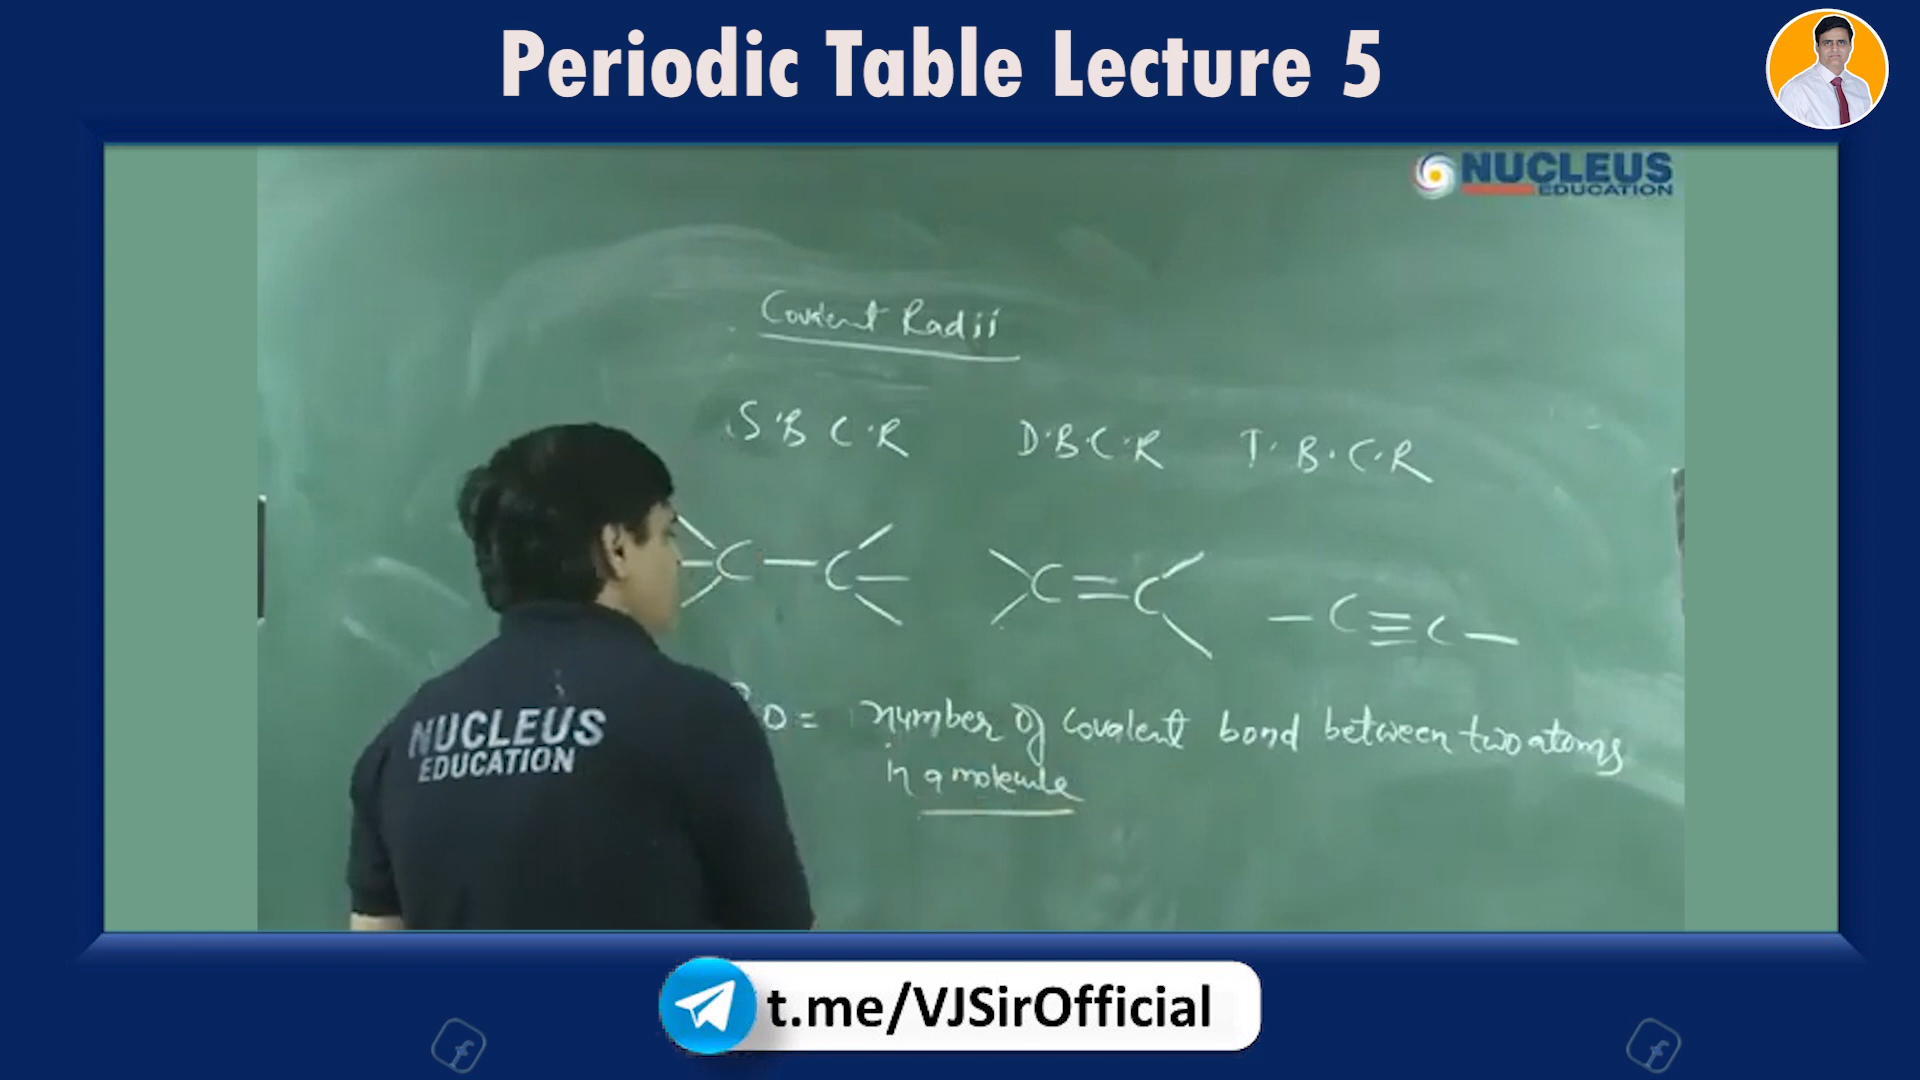 Periodic Table Lecture 5
NUCLEUS
EDUCATION
Covalent Radii
S.B C.R D.B.C.R T.B.C.R
C—C C=C —C≡C—
O = number of covalent bond between two atoms
in a molecule
NUCLEUS
EDUCATION
t.me/VJSirOfficial